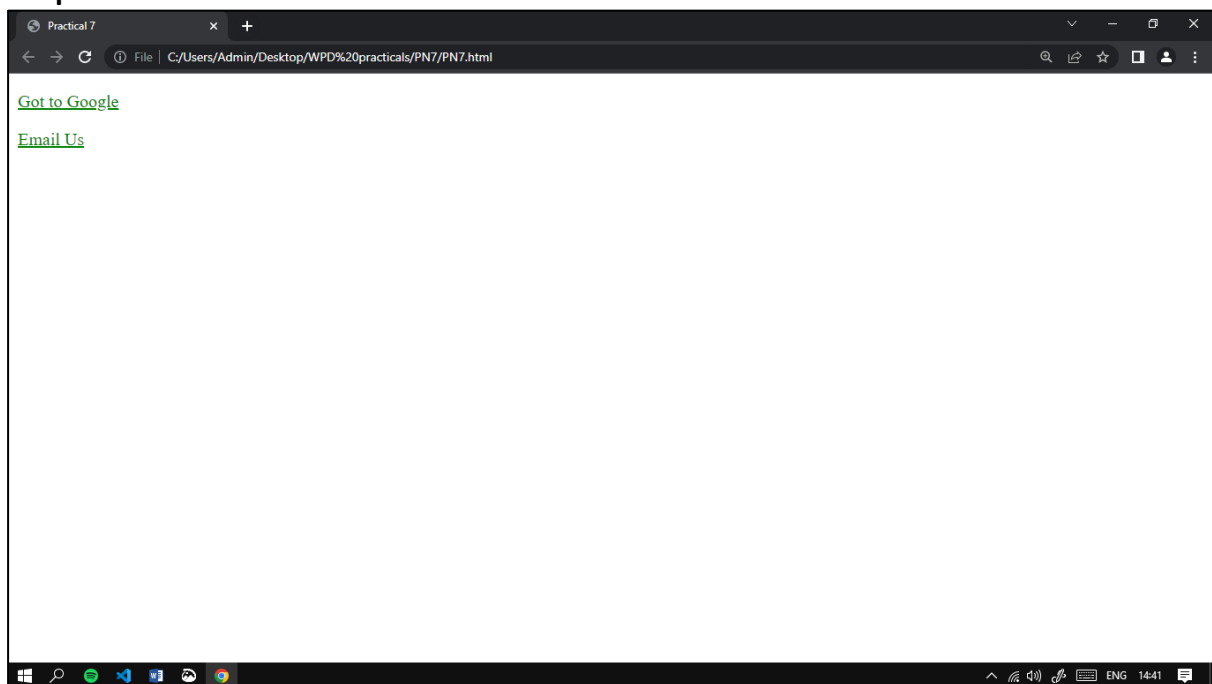 Practical 7
File | C:/Users/Admin/Desktop/WPD%20practicals/PN7/PN7.html
Got to Google
Email Us
ENG 14:41